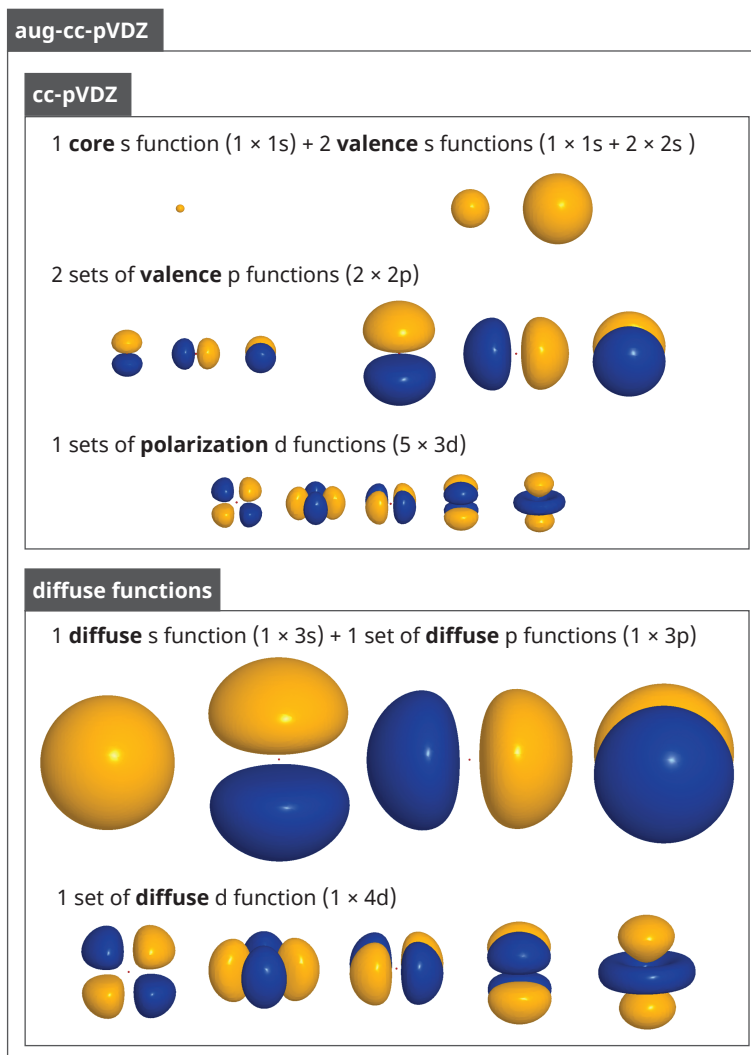 aug-cc-pVDZ
cc-pVDZ
1 core s function (1 × 1s) + 2 valence s functions (1 × 1s + 2 × 2s )
2 sets of valence p functions (2 × 2p)
1 sets of polarization d functions (5 × 3d)
diffuse functions
1 diffuse s function (1 × 3s) + 1 set of diffuse p functions (1 × 3p)
1 set of diffuse d function (1 × 4d)